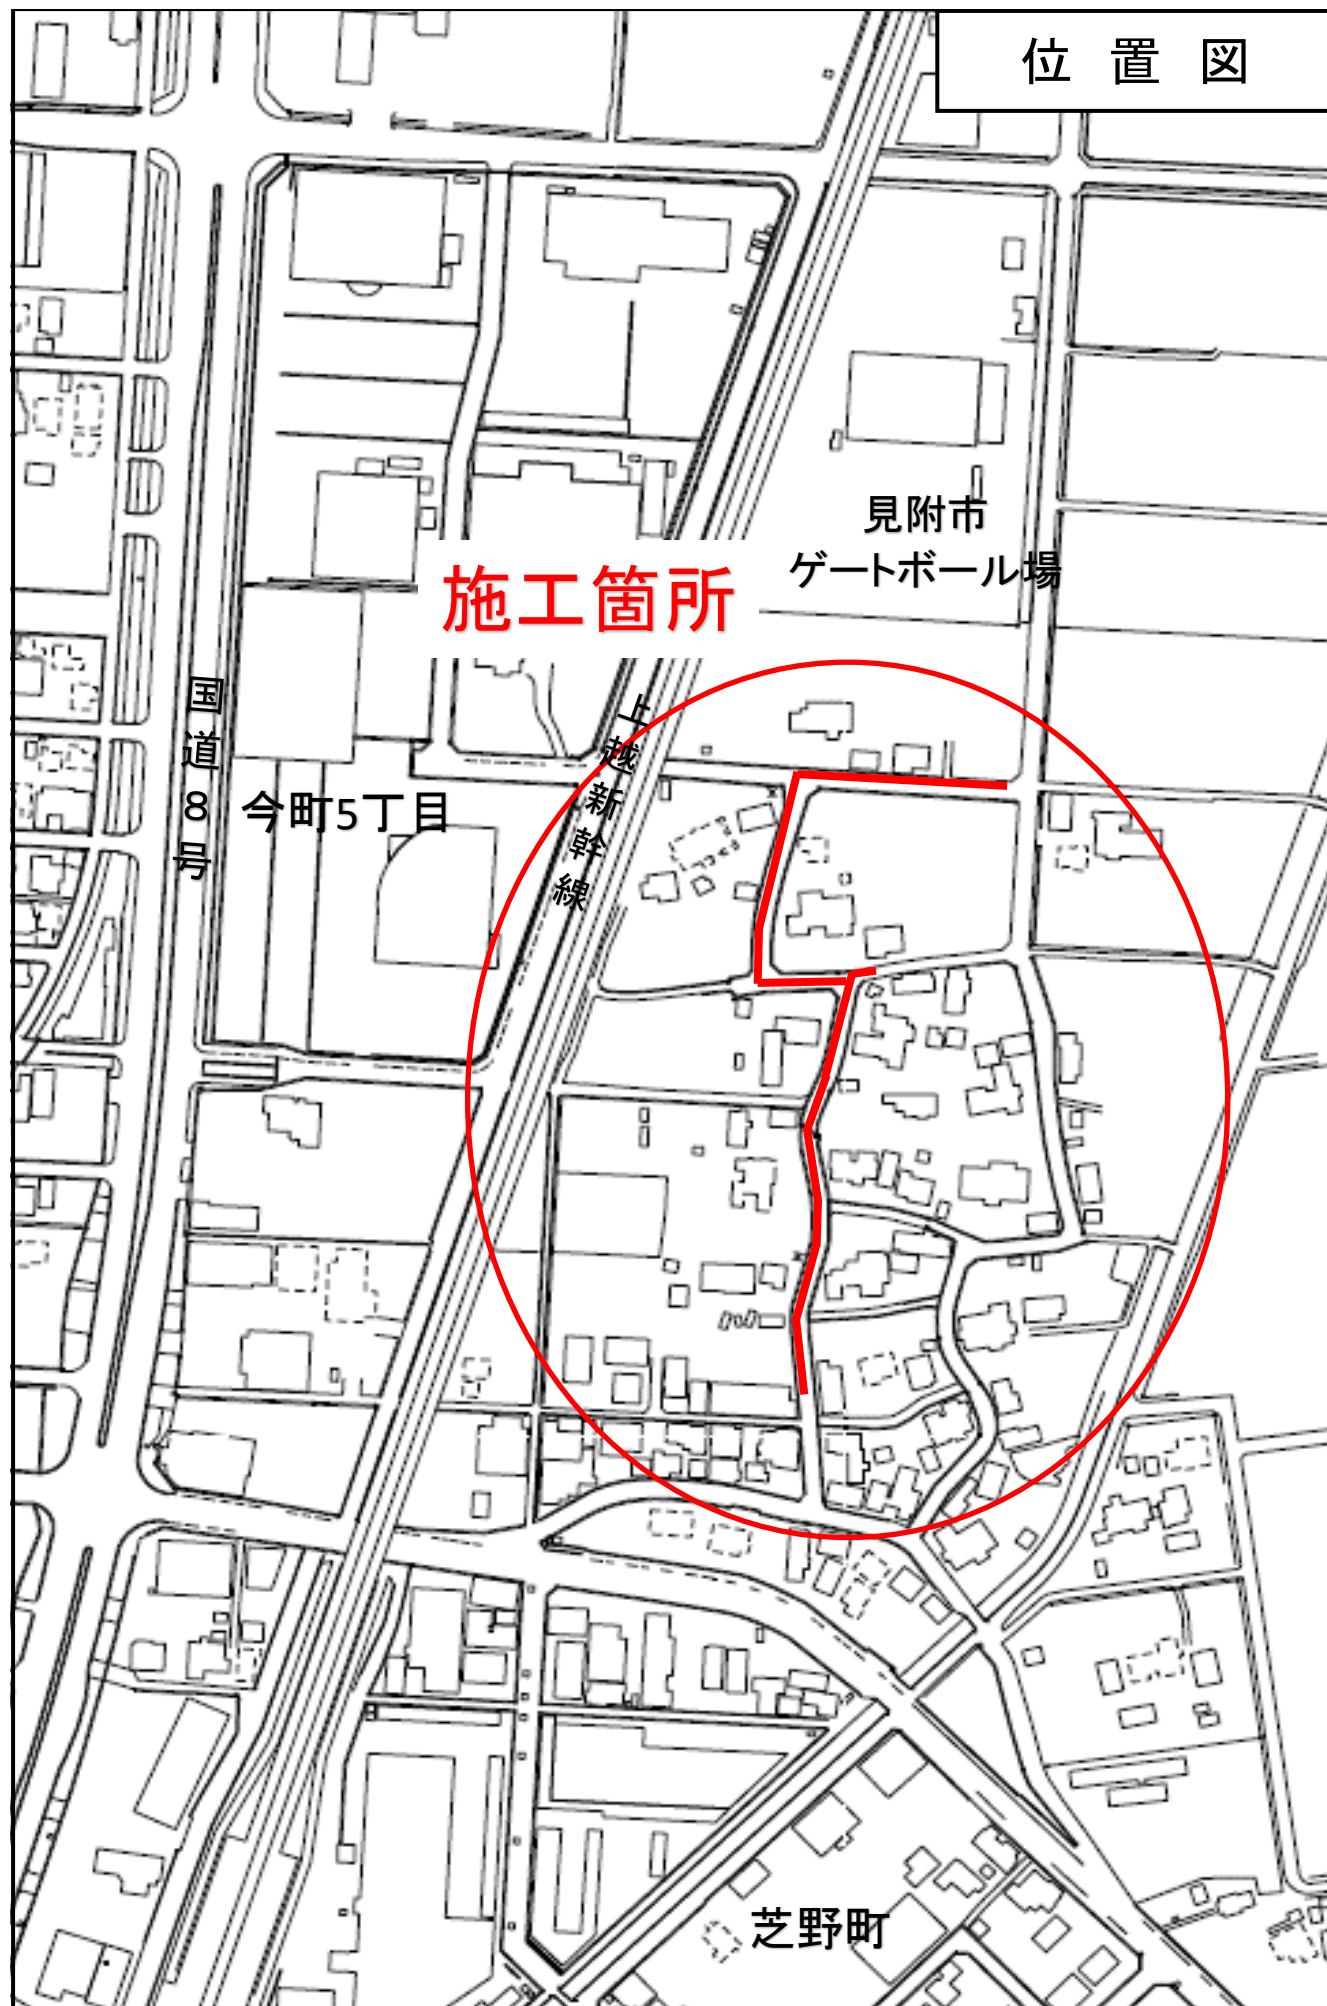 位置図
見附市
ゲートボール場
施工箇所
国道8号
上越新幹線
今町5丁目
芝野町